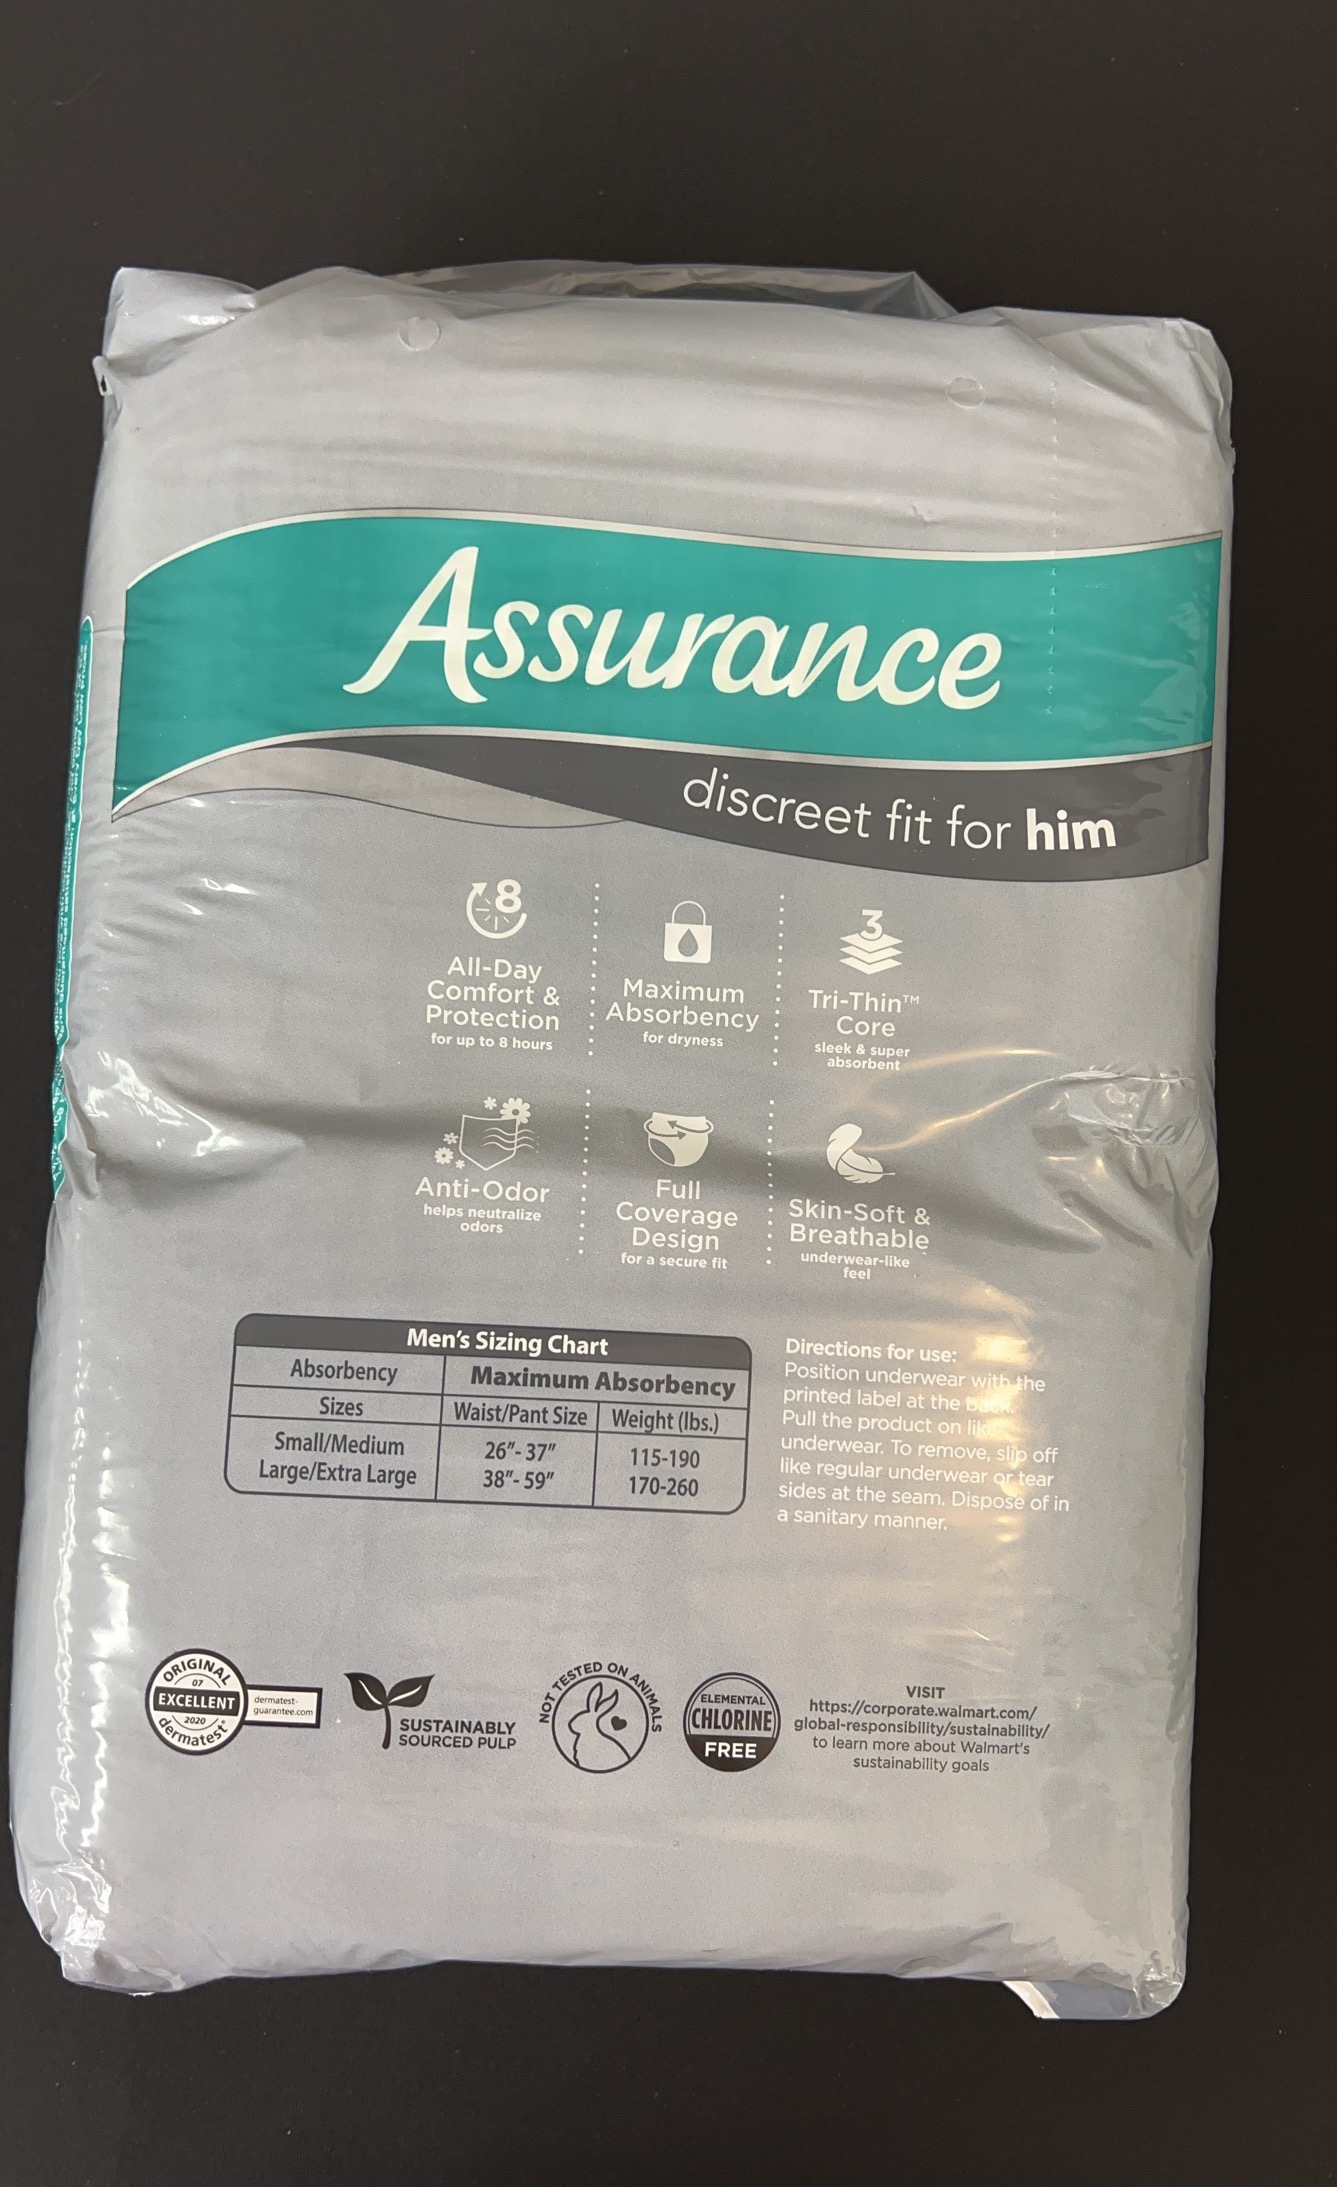 Assurance
discreet fit for him
8
All-Day
Comfort &
Protection
for up to 8 hours
Maximum
Absorbency
for dryness
3
Tri-Thin™
Core
sleek & super
absorbent
Anti-Odor
helps neutralize
odors
Full
Coverage
Design
for a secure fit
Skin-Soft &
Breathable
underwear-like
feel
Men's Sizing Chart
Absorbency Maximum Absorbency
Sizes Waist/Pant Size Weight (lbs.)
Small/Medium 26"- 37" 115-190
Large/Extra Large 38"- 59" 170-260
Directions for use:
Position underwear with the
printed label at the back.
Pull the product on like
underwear. To remove, slip off
like regular underwear or tear
sides at the seam. Dispose of in
a sanitary manner.
ORIGINAL
07
EXCELLENT
2020
dermatest®
dermatest-
guarantee.com
SUSTAINABLY
SOURCED PULP
NOT TESTED ON ANIMALS
ELEMENTAL
CHLORINE
FREE
VISIT
https://corporate.walmart.com/
global-responsibility/sustainability/
to learn more about Walmart's
sustainability goals